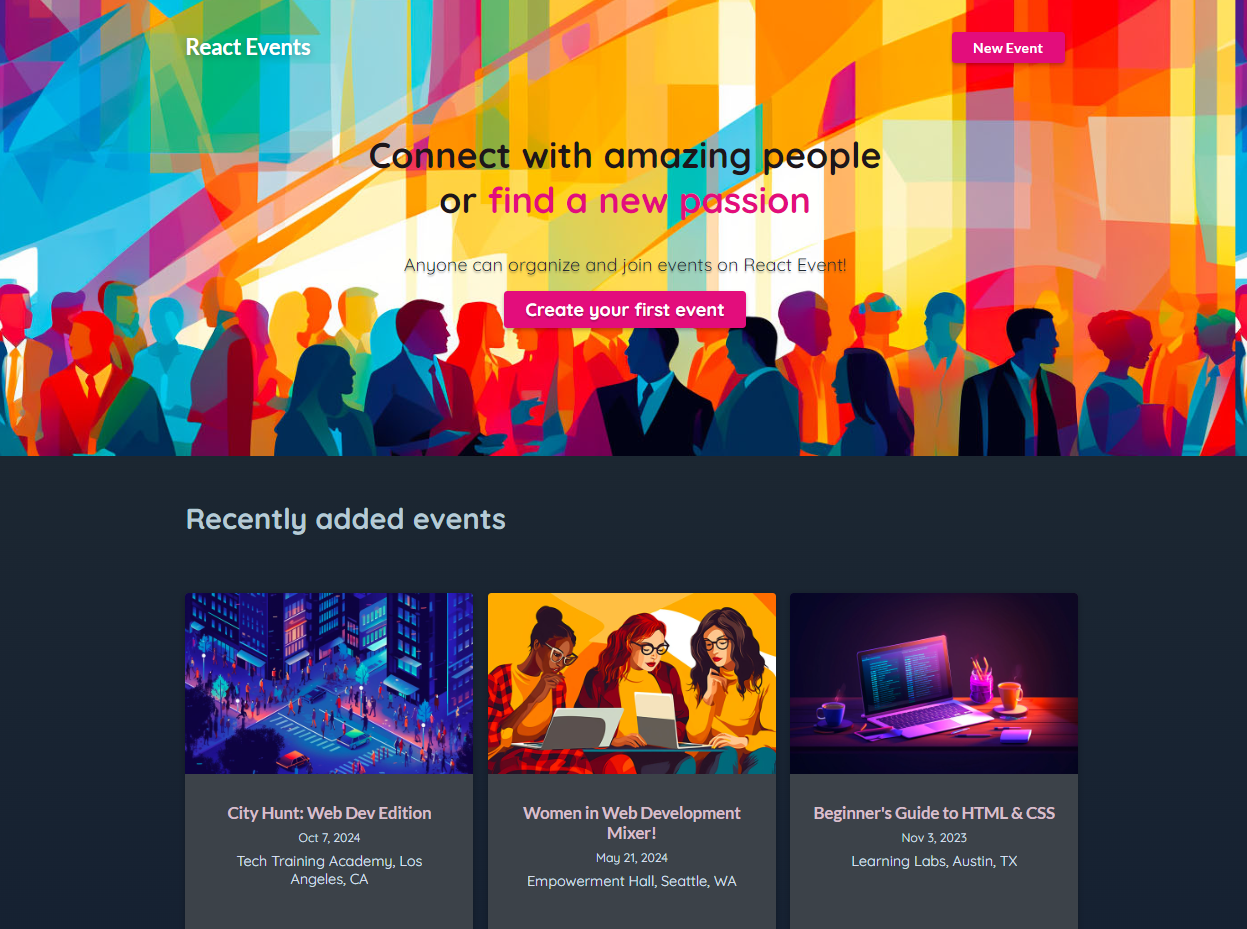 React Events
New Event
Connect with amazing people
or find a new passion
Anyone can organize and join events on React Event!
Create your first event
Recently added events
City Hunt: Web Dev Edition
Oct 7, 2024
Tech Training Academy, Los
Angeles, CA
Women in Web Development
Mixer!
May 21, 2024
Empowerment Hall, Seattle, WA
Beginner's Guide to HTML & CSS
Nov 3, 2023
Learning Labs, Austin, TX